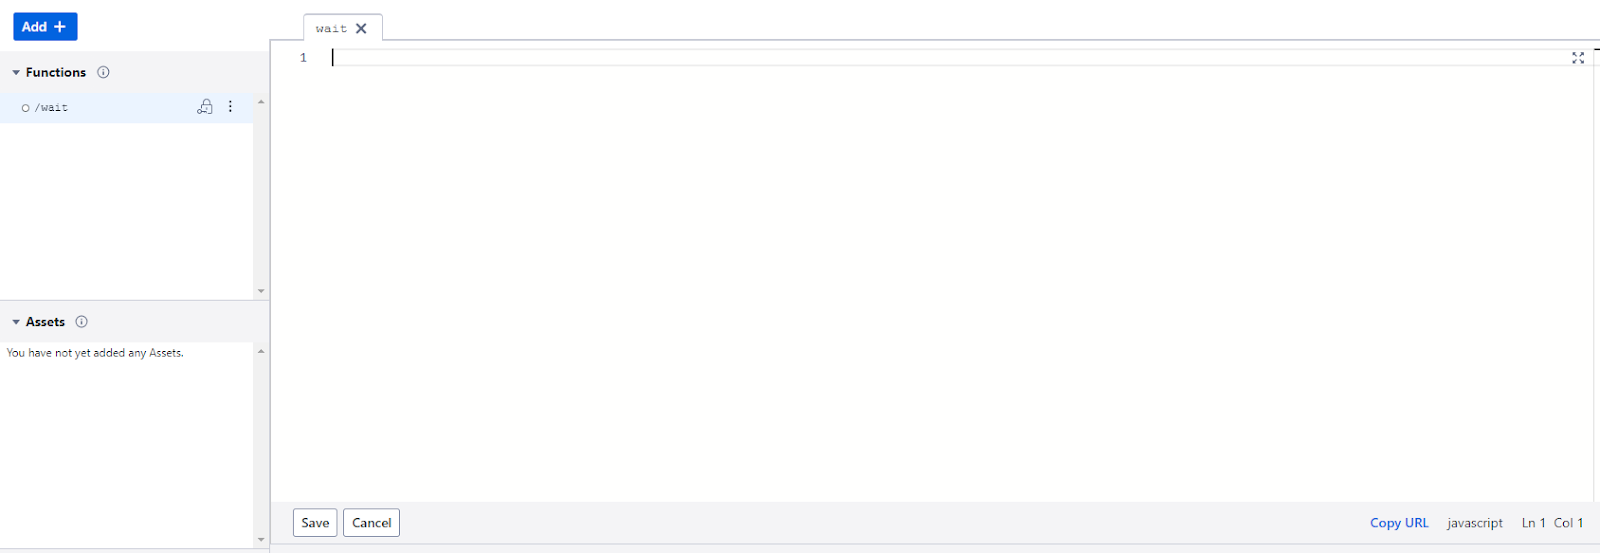 Add +
wait
Functions
/wait
1
Assets
You have not yet added any Assets.
Save Cancel
Copy URL javascript Ln 1 Col 1